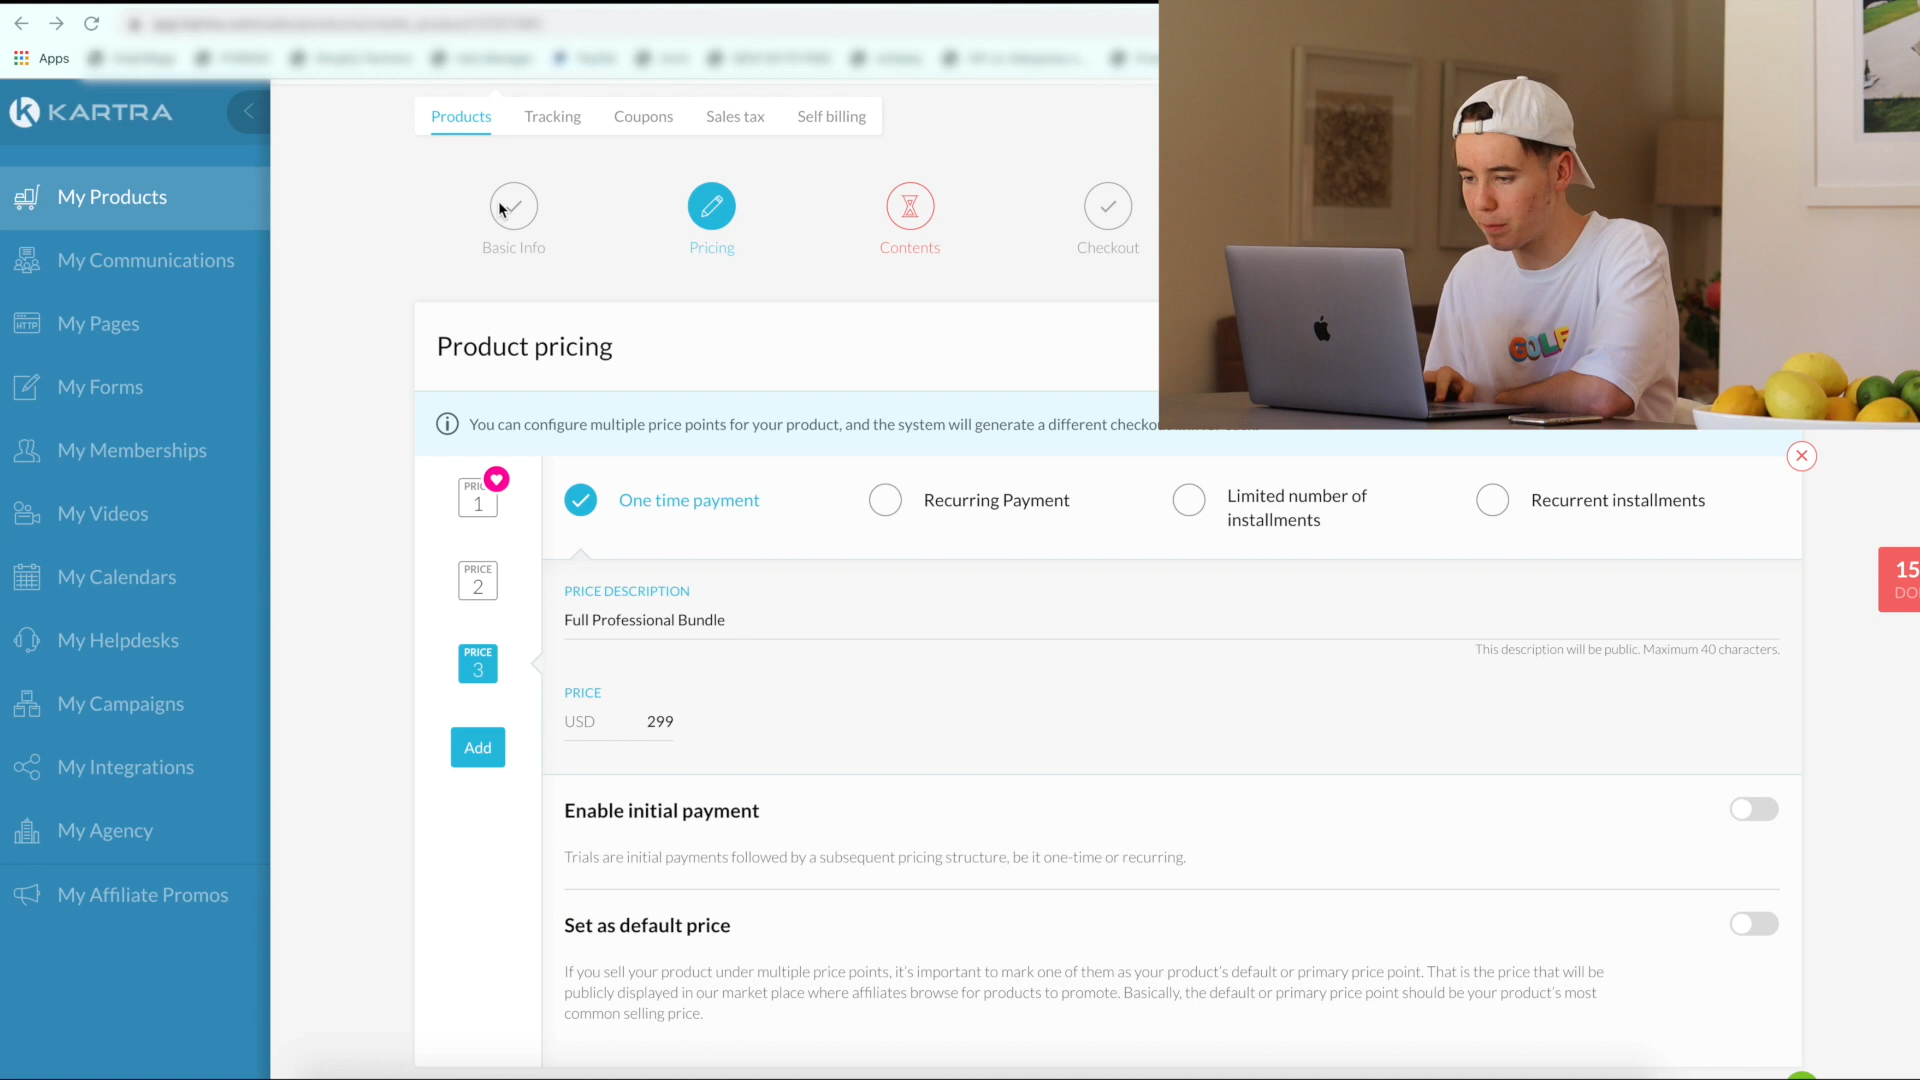 Apps
KARTRA
Products
Tracking
Coupons
Sales tax
Self billing
My Products
My Communications
My Pages
My Forms
My Memberships
My Videos
My Calendars
My Helpdesks
My Campaigns
My Integrations
My Agency
My Affiliate Promos
HTTP
Basic Info
Pricing
Contents
Checkout
Product pricing
You can configure multiple price points for your product, and the system will generate a different
PRICE
1
PRICE
2
PRICE
3
Add
One time payment
Recurring Payment
Limited number of
installments
Recurrent installments
PRICE DESCRIPTION
Full Professional Bundle
This description will be public. Maximum 40 characters.
PRICE
USD 299
Enable initial payment
Trials are initial payments followed by a subsequent pricing structure, be it one-time or recurring.
Set as default price
If you sell your product under multiple price points, it's important to mark one of them as your product's default or primary price point. That is the price that will be
publicly displayed in our market place where affiliates browse for products to promote. Basically, the default or primary price point should be your product's most
common selling price.
15
GOLF